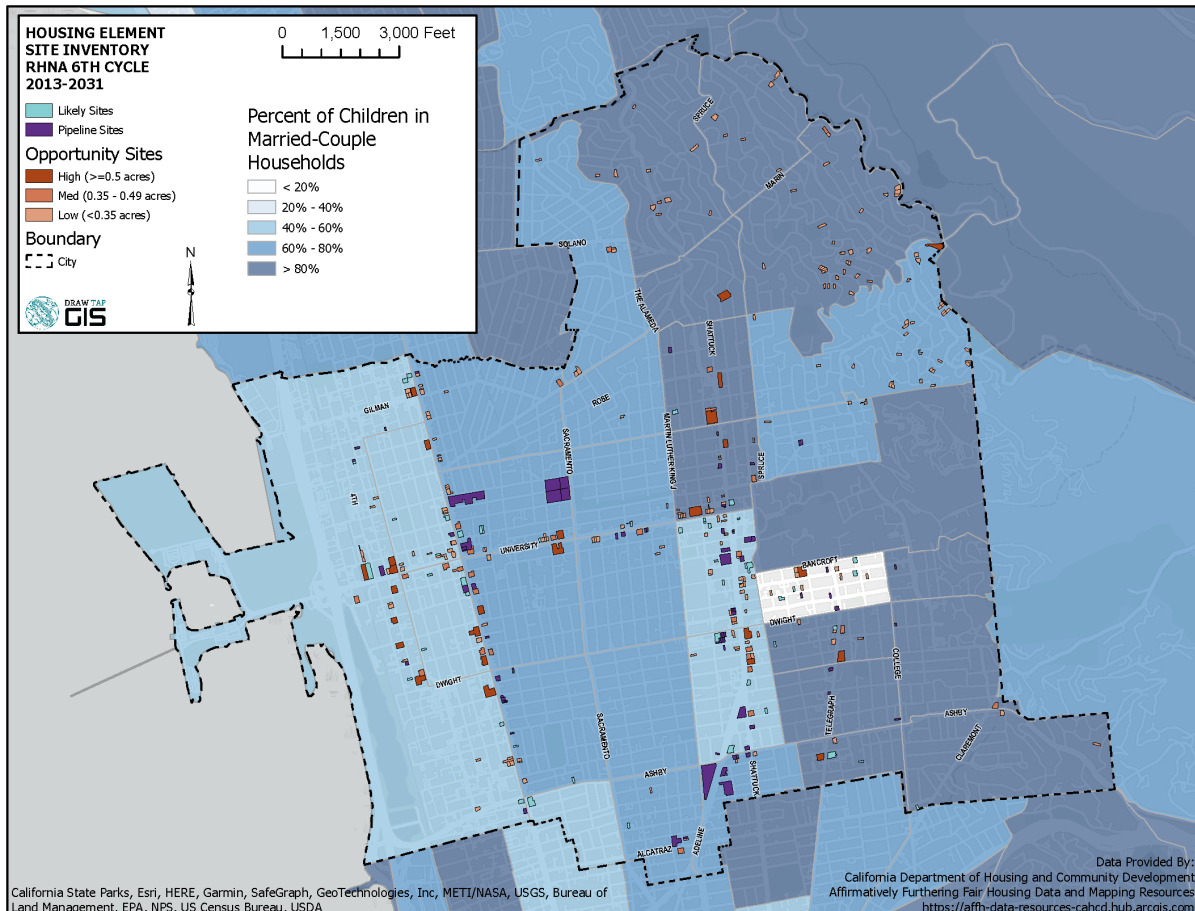 HOUSING ELEMENT
SITE INVENTORY
RHNA 6TH CYCLE
2013-2031
0 1,500 3,000 Feet
Likely Sites
Pipeline Sites
Opportunity Sites
High (>=0.5 acres)
Med (0.35 - 0.49 acres)
Low (<0.35 acres)
Boundary
City
Percent of Children in
Married-Couple
Households
< 20%
20% - 40%
40% - 60%
60% - 80%
> 80%
N
DRAW TAP
GIS
SPRUCE
MARIN
SOLANO
THE ALAMEDA
SHATTUCK
GILMAN
ROSE
SACRAMENTO
MARTIN LUTHER KING J
SPRUCE
4TH
UNIVERSITY
BANCROFT
DWIGHT
DWIGHT
COLLEGE
TELEGRAPH
SACRAMENTO
ASHBY
CLAREMONT
ASHBY
SHATTUCK
ADELINE
ALCATRAZ
California State Parks, Esri, HERE, Garmin, SafeGraph, GeoTechnologies, Inc, METI/NASA, USGS, Bureau of
Land Management, EPA, NPS, US Census Bureau, USDA
Data Provided By:
California Department of Housing and Community Development
Affirmatively Furthering Fair Housing Data and Mapping Resources
https://affh-data-resources-cahcd.hub.arcgis.com